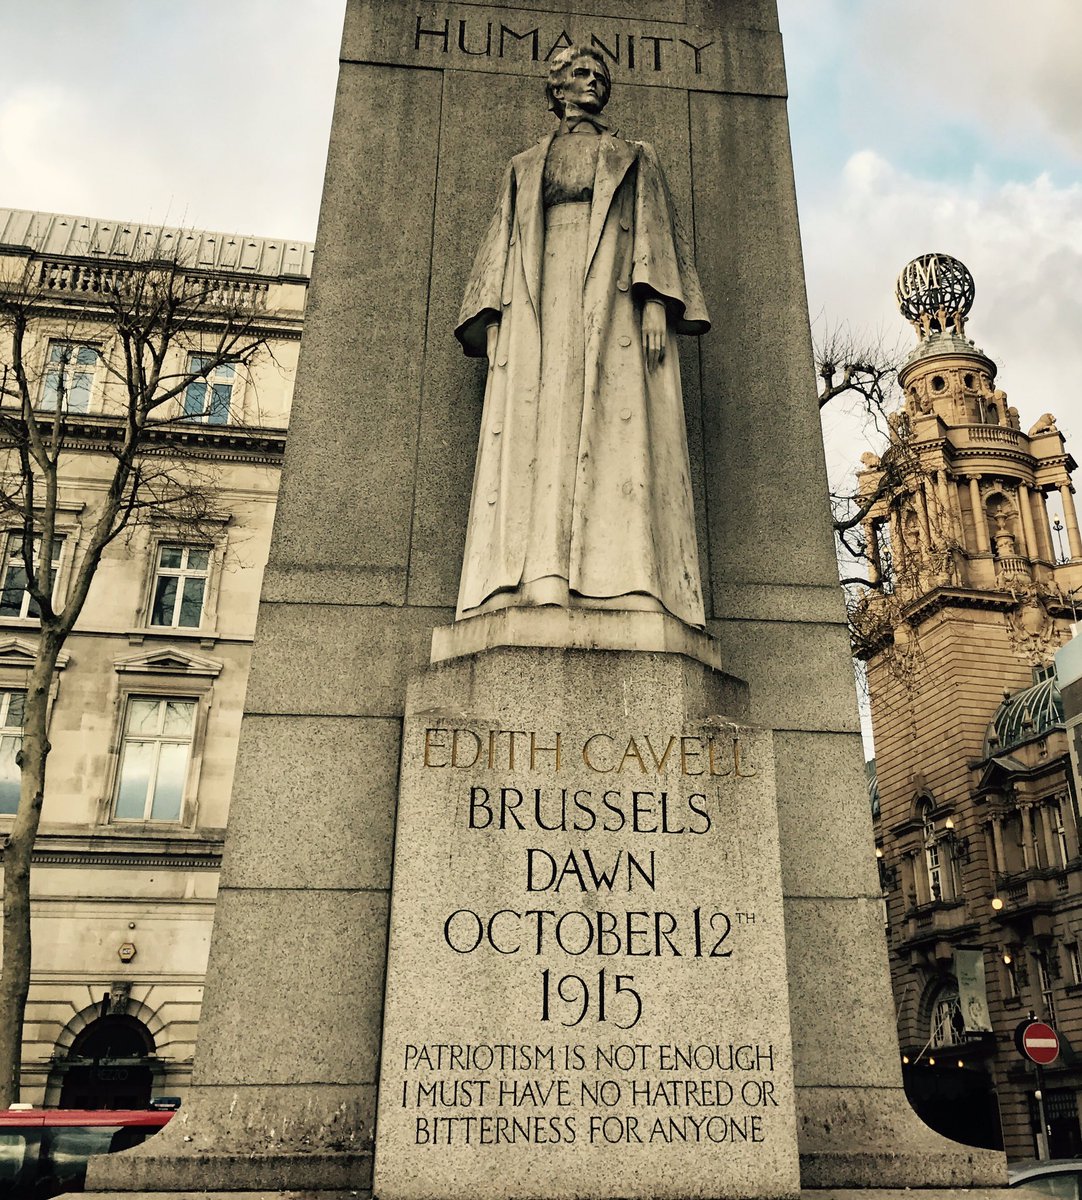 HUMANITY
EDITH CAVELL
BRUSSELS
DAWN
OCTOBER 12TH
1915
PATRIOTISM IS NOT ENOUGH
I MUST HAVE NO HATRED OR
BITTERNESS FOR ANYONE